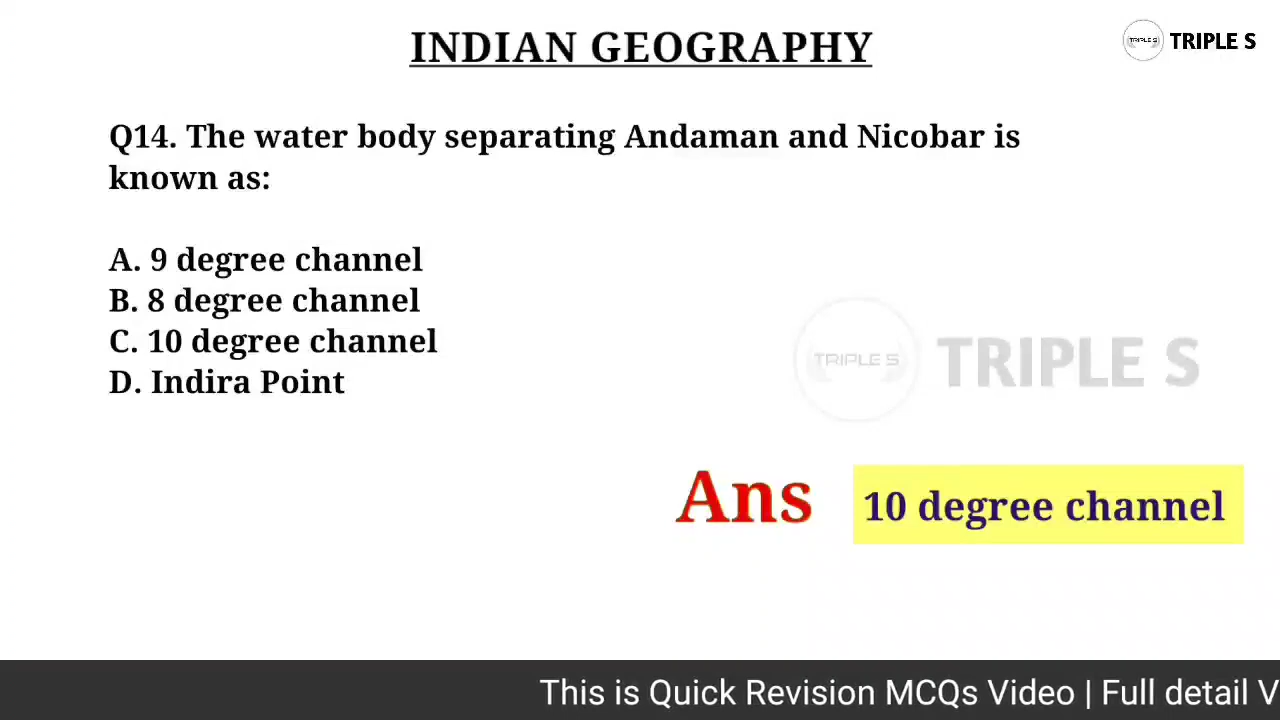 INDIAN GEOGRAPHY
TRIPLE S
TRIPLE S
Q14. The water body separating Andaman and Nicobar is
known as:
A. 9 degree channel
B. 8 degree channel
C. 10 degree channel
D. Indira Point
TRIPLE S
TRIPLE S
Ans 10 degree channel
This is Quick Revision MCQs Video | Full detail V